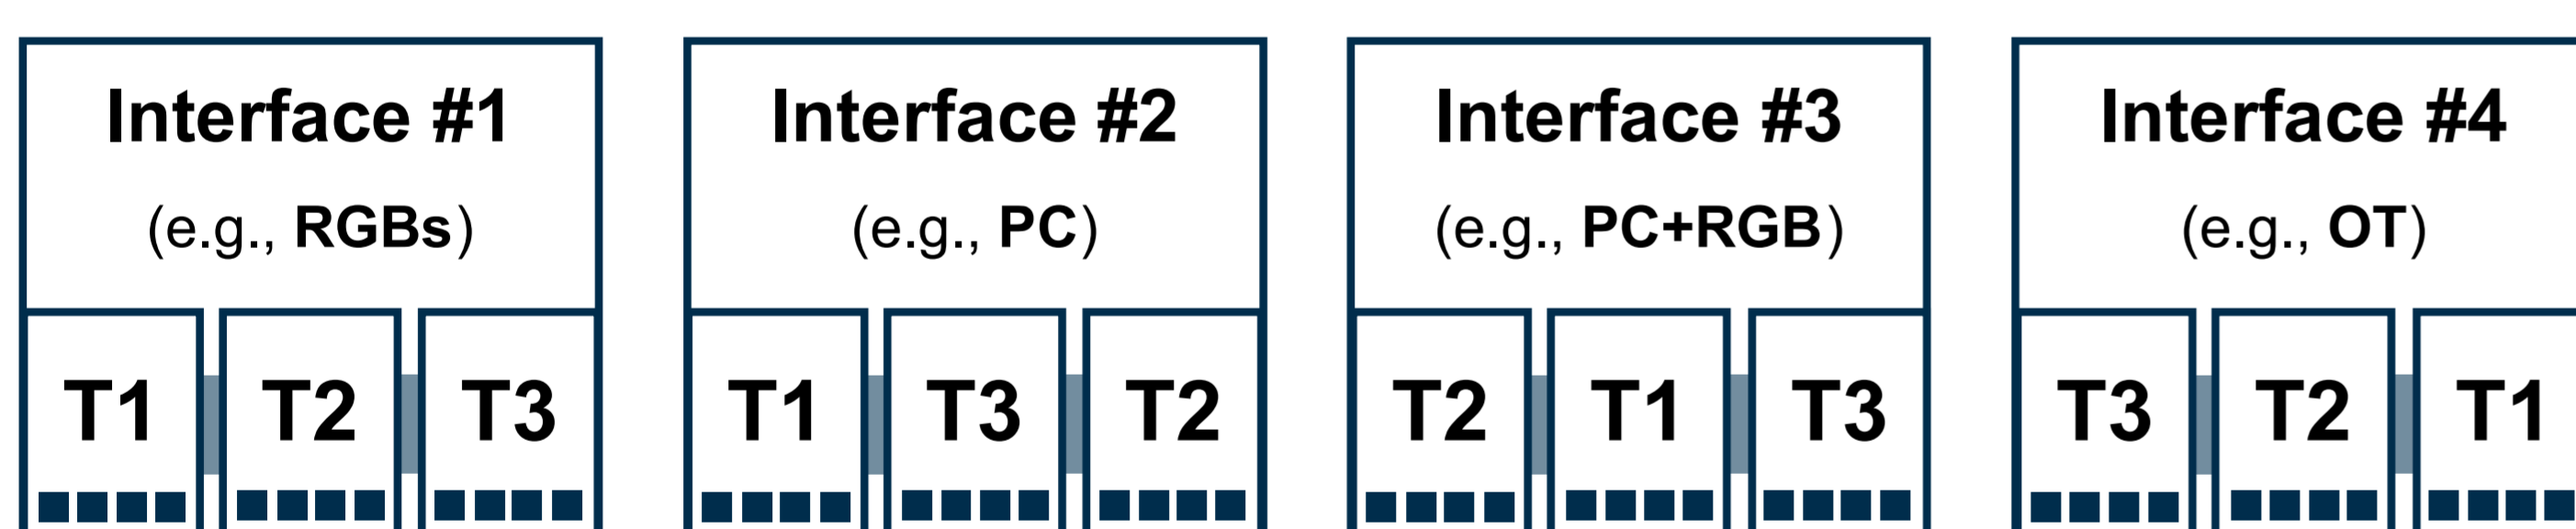 Interface #1
(e.g., RGBs)
T1 T2 T3
Interface #2
(e.g., PC)
T1 T3 T2
Interface #3
(e.g., PC+RGB)
T2 T1 T3
Interface #4
(e.g., OT)
T3 T2 T1